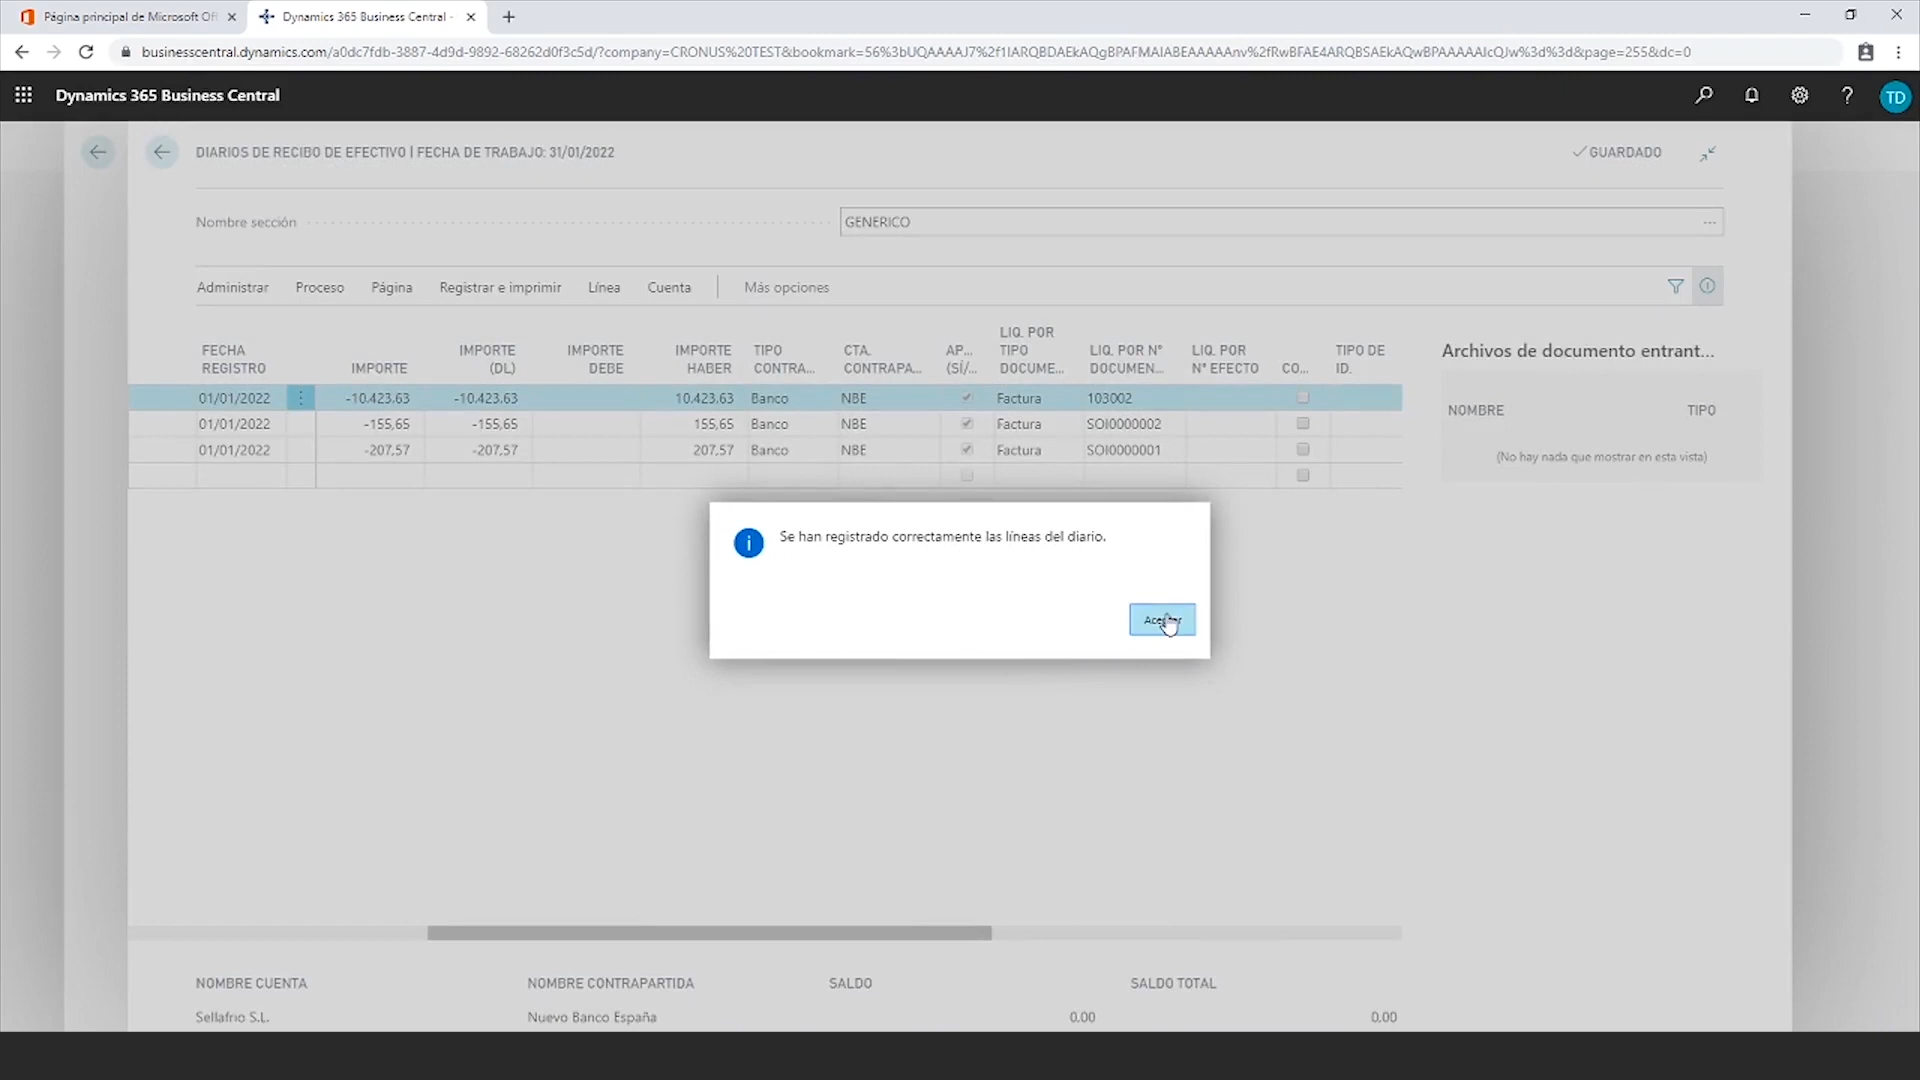 Página principal de Microsoft Of
Dynamics 365 Business Central -
businesscentral.dynamics.com/a0dc7fdb-3887-4d9d-9892-68262d0f3c5d/?company=CRONUS%20TEST&bookmark=56%3bUQAAAAJ7%2f1IARQBDAEkAQgBPAFMAIABEAAAAAnv%2fRwBFAE4ARQBSAEkAQwBPAAAAAIcQJw%3d%3d&page=255&dc=0
Dynamics 365 Business Central
?
TD
DIARIOS DE RECIBO DE EFECTIVO | FECHA DE TRABAJO: 31/01/2022
GUARDADO
Nombre sección
GENERICO
Administrar Proceso Página Registrar e imprimir Línea Cuenta Más opciones
FECHA REGISTRO IMPORTE IMPORTE (DL) IMPORTE DEBE IMPORTE HABER TIPO CONTRA... CTA. CONTRAPA... AP... (SÍ/... LIQ. POR TIPO DOCUME... LIQ. POR Nº DOCUMEN... LIQ. POR Nº EFECTO CO... TIPO DE ID.
01/01/2022 -10.423,63 -10.423,63 10.423,63 Banco NBE Factura 103002
01/01/2022 -155,65 -155,65 155,65 Banco NBE Factura SOI0000002
01/01/2022 -207,57 -207,57 207,57 Banco NBE Factura SOI0000001
Archivos de documento entrant...
NOMBRE TIPO
(No hay nada que mostrar en esta vista)
Se han registrado correctamente las líneas del diario.
Aceptar
NOMBRE CUENTA NOMBRE CONTRAPARTIDA SALDO SALDO TOTAL
Sellafrio S.L. Nuevo Banco España 0,00 0,00